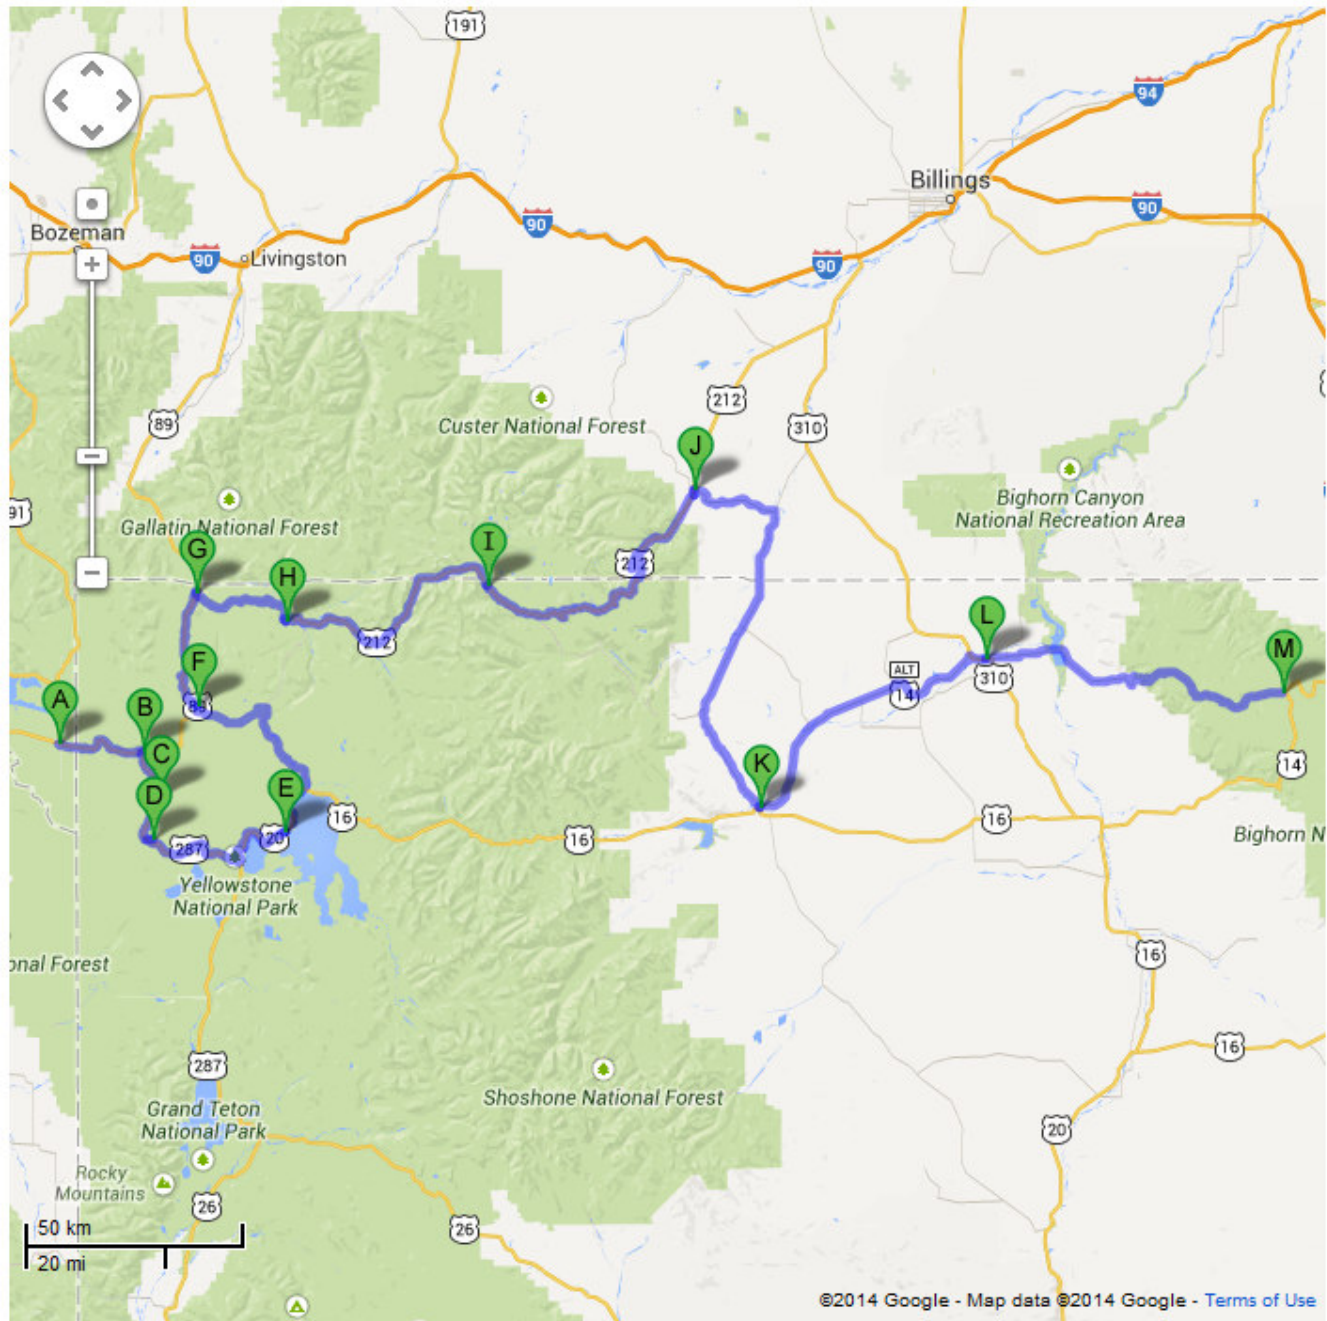 191
94
Billings
90
Bozeman
90
Livingston
90
90
212
Custer National Forest
89
310
J
Bighorn Canyon
National Recreation Area
91
Gallatin National Forest
G
I
212
H
212
L
F
M
ALT
14
310
A
B
89
14
C
K
E
D
16
16
20
16
287
Bighorn N
Yellowstone
National Park
16
onal Forest
16
287
Shoshone National Forest
Grand Teton
National Park
20
Rocky
Mountains
26
26
50 km
20 mi
©2014 Google - Map data ©2014 Google - Terms of Use